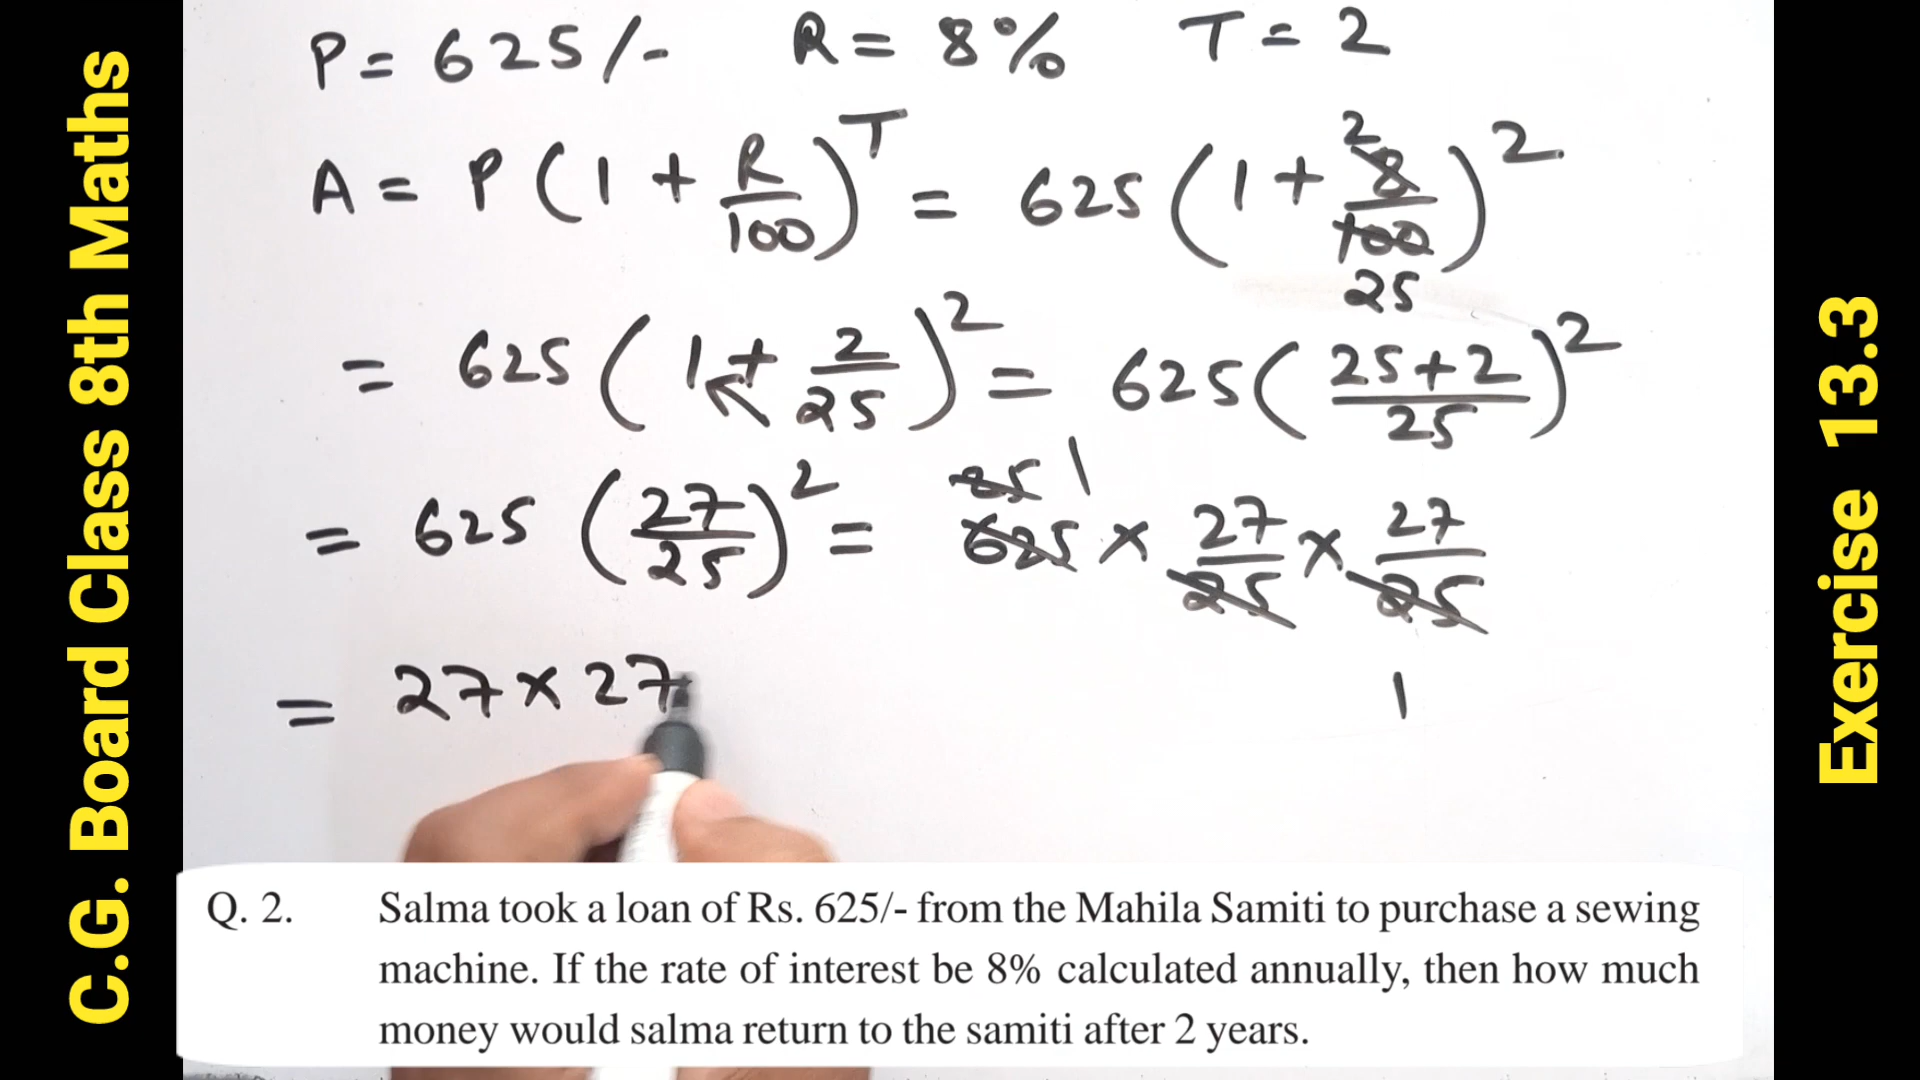 C.G. Board Class 8th Maths
P = 625/- R = 8% T = 2
A = P (1 + R/100)^T = 625 (1 + 8/100)^2
2
25
= 625 (1 + 2/25)^2 = 625 (25+2/25)^2
25 1
= 625 (27/25)^2 = 625 × 27/25 × 27/25
1
= 27 × 27
Q. 2. Salma took a loan of Rs. 625/- from the Mahila Samiti to purchase a sewing
machine. If the rate of interest be 8% calculated annually, then how much
money would salma return to the samiti after 2 years.
Exercise 13.3